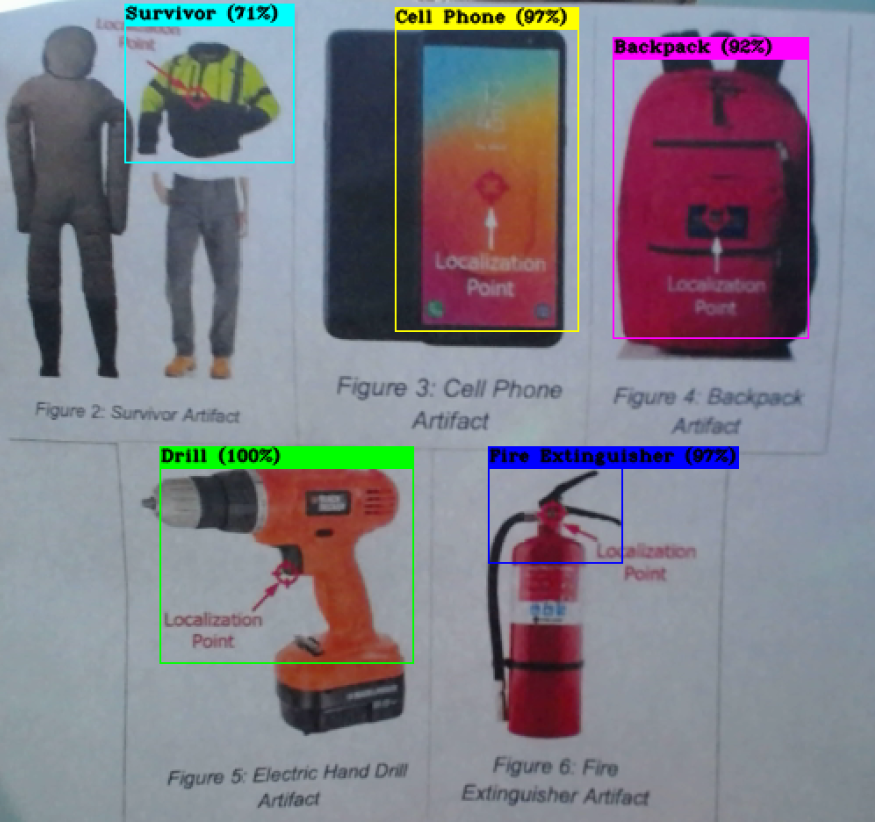 Survivor (71%)
Cell Phone (97%)
Backpack (92%)
Localization
Point
Localization
Point
Localization
Point
Figure 2: Survivor Artifact
Figure 3: Cell Phone
Artifact
Figure 4: Backpack
Artifact
Drill (100%)
Fire Extinguisher (97%)
Localization
Point
Localization
Point
Figure 5: Electric Hand Drill
Artifact
Figure 6: Fire
Extinguisher Artifact